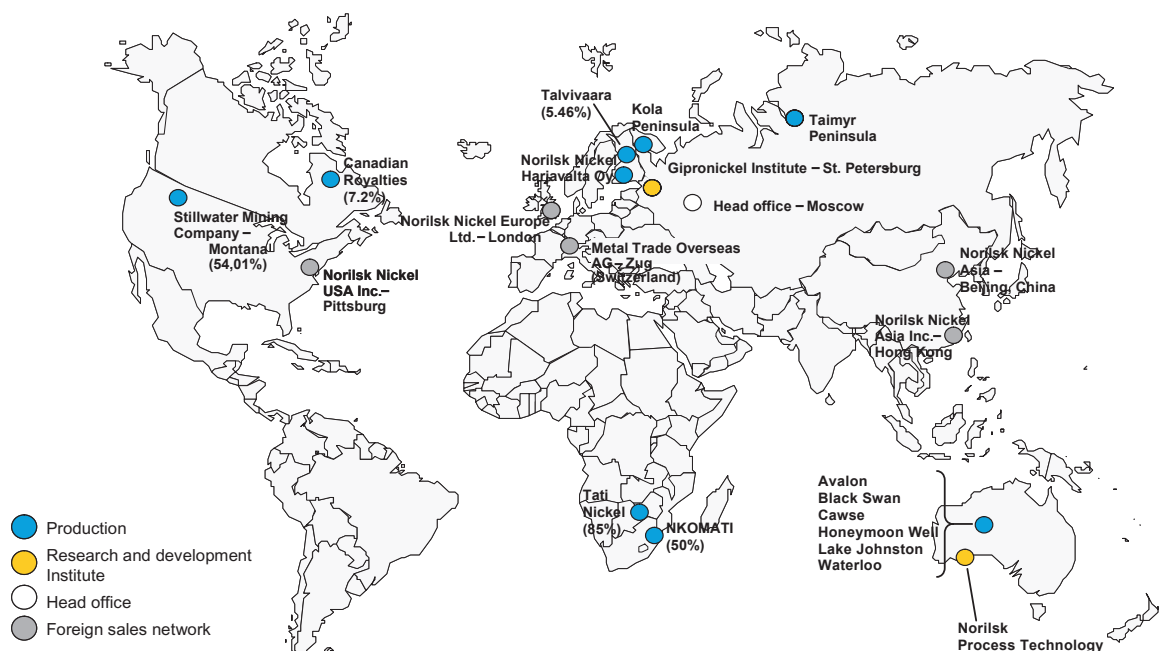 Talvivaara
(5.46%)
Kola
Peninsula
Taimyr
Peninsula
Canadian
Royalties
(7.2%)
Norilsk Nickel
Harjavalta Oy
Gipronickel Institute – St. Petersburg
Head office – Moscow
Stillwater Mining
Company –
Montana
(54,01%)
Norilsk Nickel Europe
Ltd. – London
Metal Trade Overseas
AG – Zug
(Switzerland)
Norilsk Nickel
USA Inc. –
Pittsburg
Norilsk Nickel
Asia –
Beijing, China
Norilsk Nickel
Asia Inc. –
Hong Kong
Tati
Nickel
(85%)
NKOMATI
(50%)
Avalon
Black Swan
Cawse
Honeymoon Well
Lake Johnston
Waterloo
Norilsk
Process Technology
Production
Research and development
Institute
Head office
Foreign sales network